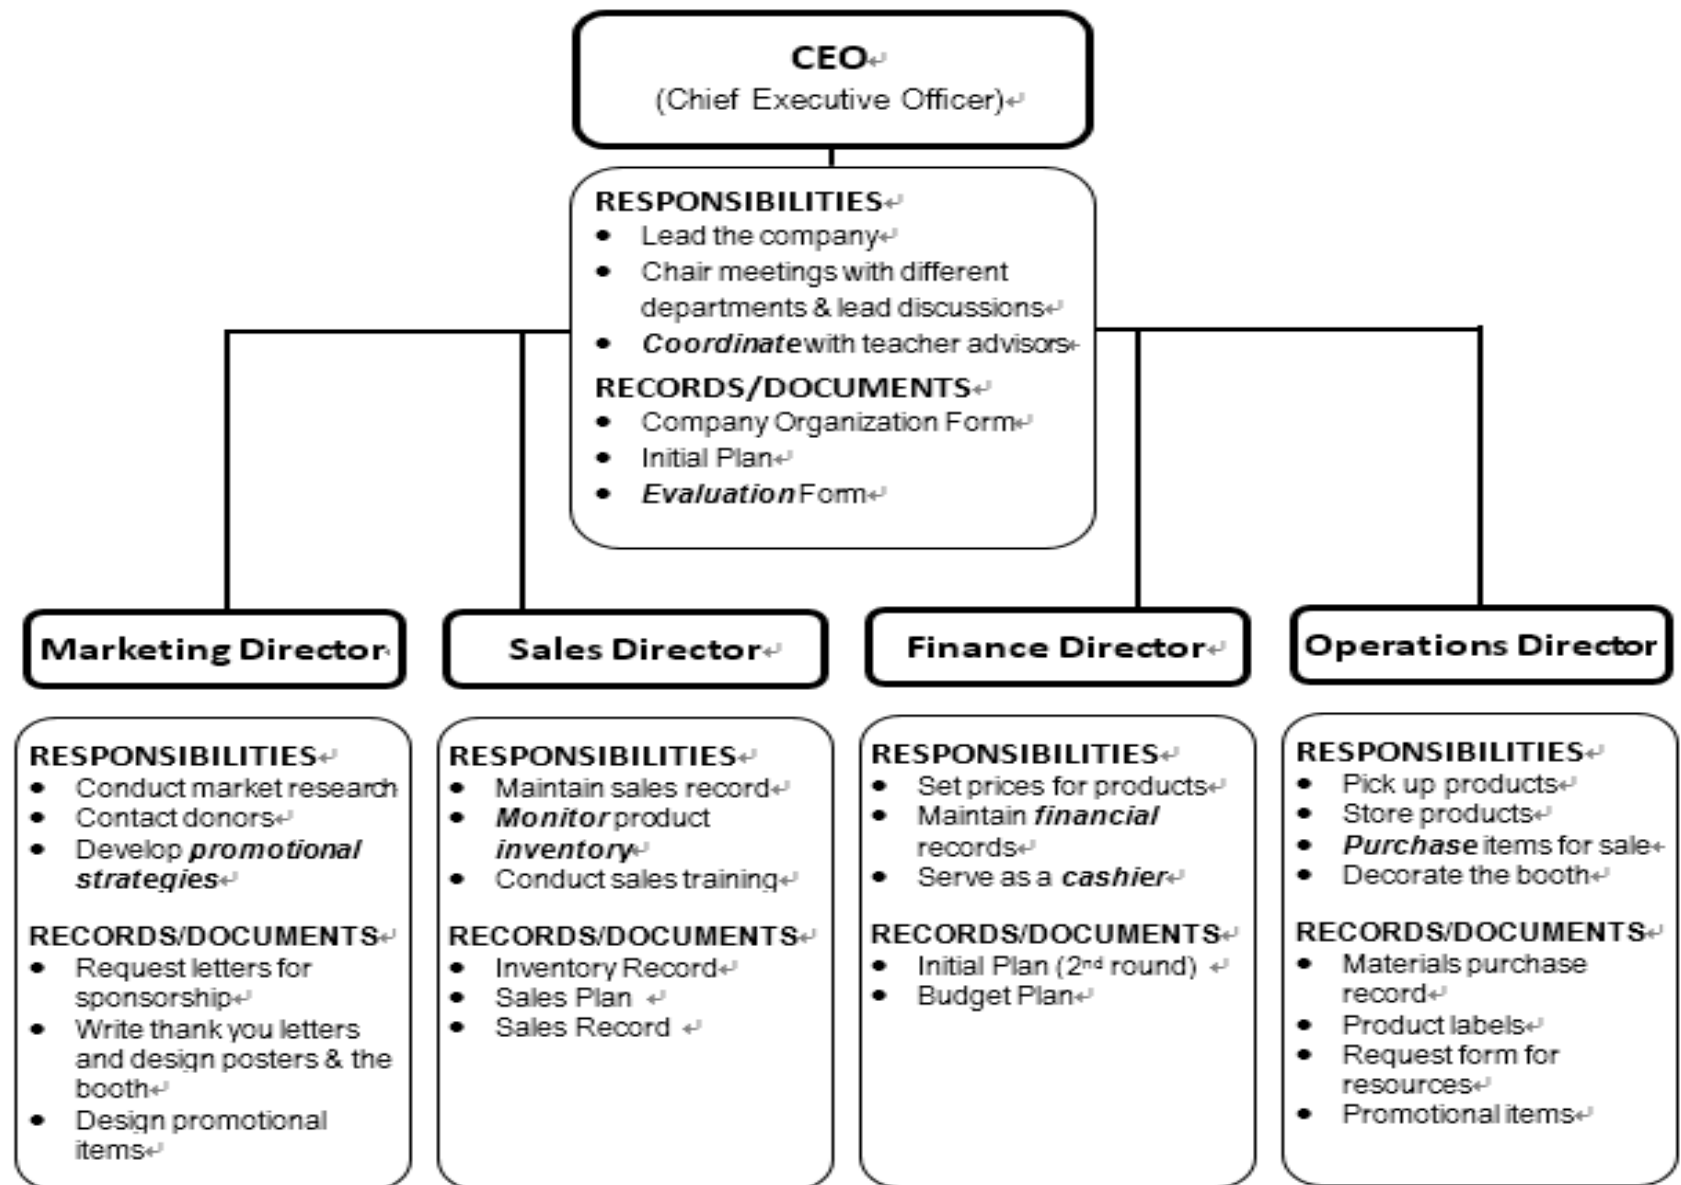 CEO
(Chief Executive Officer)
RESPONSIBILITIES
• Lead the company
• Chair meetings with different
departments & lead discussions
• Coordinate with teacher advisors
RECORDS/DOCUMENTS
• Company Organization Form
• Initial Plan
• Evaluation Form
Marketing Director
RESPONSIBILITIES
• Conduct market research
• Contact donors
• Develop promotional
strategies
RECORDS/DOCUMENTS
• Request letters for
sponsorship
• Write thank you letters
and design posters & the
booth
• Design promotional
items
Sales Director
RESPONSIBILITIES
• Maintain sales record
• Monitor product
inventory
• Conduct sales training
RECORDS/DOCUMENTS
• Inventory Record
• Sales Plan
• Sales Record
Finance Director
RESPONSIBILITIES
• Set prices for products
• Maintain financial
records
• Serve as a cashier
RECORDS/DOCUMENTS
• Initial Plan (2nd round)
• Budget Plan
Operations Director
RESPONSIBILITIES
• Pick up products
• Store products
• Purchase items for sale
• Decorate the booth
RECORDS/DOCUMENTS
• Materials purchase
record
• Product labels
• Request form for
resources
• Promotional items